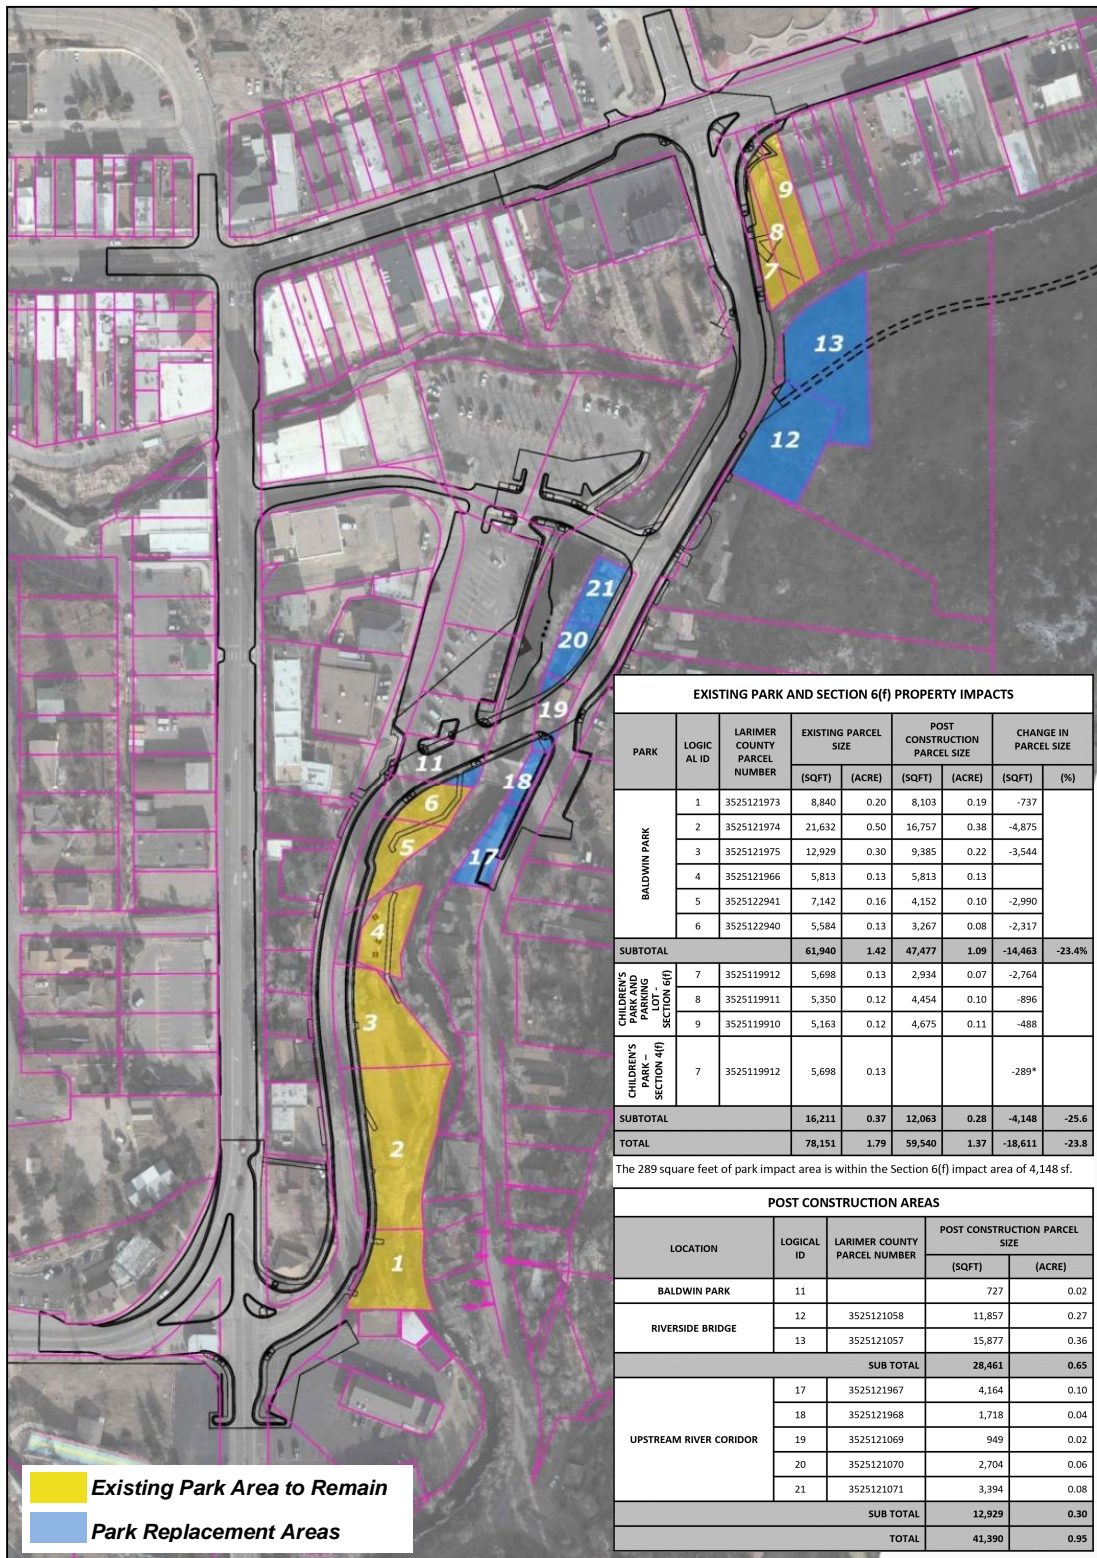 9
8
7
13
12
21
20
19
11
18
6
5
17
4
3
2
1
EXISTING PARK AND SECTION 6(f) PROPERTY IMPACTS
PARK
LOGIC
AL ID
LARIMER
COUNTY
PARCEL
NUMBER
EXISTING PARCEL
SIZE
POST
CONSTRUCTION
PARCEL SIZE
CHANGE IN
PARCEL SIZE
(SQFT) (ACRE) (SQFT) (ACRE) (SQFT) (%)
BALDWIN PARK
1 3525121973 8,840 0.20 8,103 0.19 -737
2 3525121974 21,632 0.50 16,757 0.38 -4,875
3 3525121975 12,929 0.30 9,385 0.22 -3,544
4 3525121966 5,813 0.13 5,813 0.13
5 3525122941 7,142 0.16 4,152 0.10 -2,990
6 3525122940 5,584 0.13 3,267 0.08 -2,317
SUBTOTAL 61,940 1.42 47,477 1.09 -14,463 -23.4%
CHILDREN'S
PARK AND
PARKING
LOT -
SECTION 6(f)
7 3525119912 5,698 0.13 2,934 0.07 -2,764
8 3525119911 5,350 0.12 4,454 0.10 -896
9 3525119910 5,163 0.12 4,675 0.11 -488
CHILDREN'S
PARK –
SECTION 4(f)
7 3525119912 5,698 0.13 -289*
SUBTOTAL 16,211 0.37 12,063 0.28 -4,148 -25.6
TOTAL 78,151 1.79 59,540 1.37 -18,611 -23.8
The 289 square feet of park impact area is within the Section 6(f) impact area of 4,148 sf.
POST CONSTRUCTION AREAS
LOCATION
LOGICAL
ID
LARIMER COUNTY
PARCEL NUMBER
POST CONSTRUCTION PARCEL
SIZE
(SQFT) (ACRE)
BALDWIN PARK 11 727 0.02
RIVERSIDE BRIDGE
12 3525121058 11,857 0.27
13 3525121057 15,877 0.36
SUB TOTAL 28,461 0.65
UPSTREAM RIVER CORIDOR
17 3525121967 4,164 0.10
18 3525121968 1,718 0.04
19 3525121069 949 0.02
20 3525121070 2,704 0.06
21 3525121071 3,394 0.08
SUB TOTAL 12,929 0.30
TOTAL 41,390 0.95
Existing Park Area to Remain
Park Replacement Areas